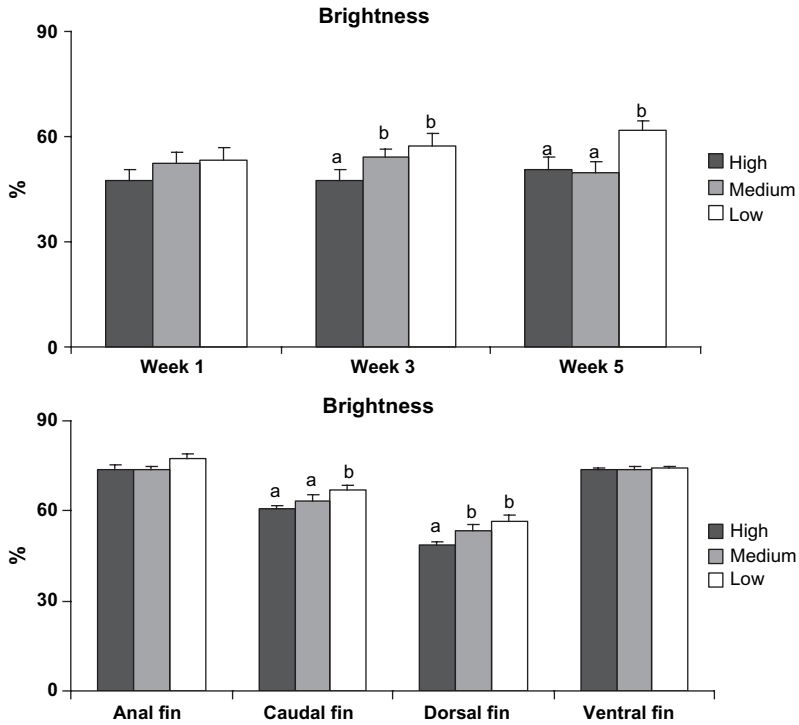 Brightness
90
60
30
0
%
a
b
b
a
a
b
Week 1
Week 3
Week 5
High
Medium
Low
Brightness
90
60
30
0
%
a
a
b
a
b
b
Anal fin
Caudal fin
Dorsal fin
Ventral fin
High
Medium
Low